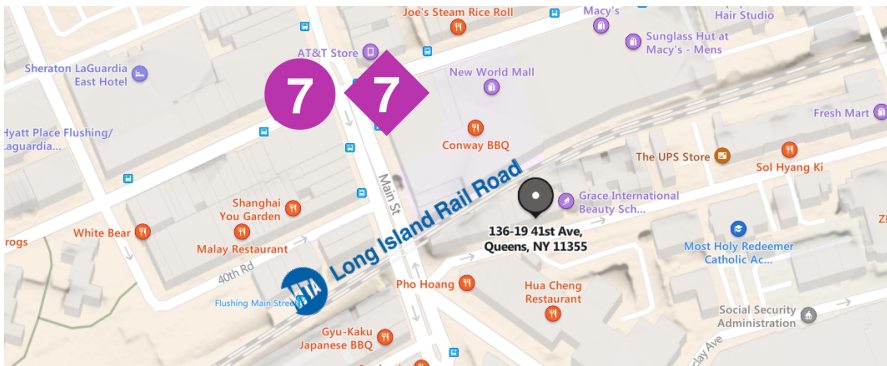 Joe's Steam Rice Roll
Macy's
Hair Studio
AT&T Store
Sunglass Hut at
Macy's - Mens
Sheraton LaGuardia
East Hotel
7
7
New World Mall
Fresh Mart
Hyatt Place Flushing/
Laguardia...
Conway BBQ
The UPS Store
Sol Hyang Ki
Main St
Long Island Rail Road
Grace International
Beauty Sch...
Shanghai
You Garden
136-19 41st Ave,
Queens, NY 11355
White Bear
Malay Restaurant
rogs
Most Holy Redeemer
Catholic Ac...
40th Rd
MTA
Flushing Main Street
Pho Hoang
Hua Cheng
Restaurant
Social Security
Administration
Gyu-Kaku
Japanese BBQ
clay Ave